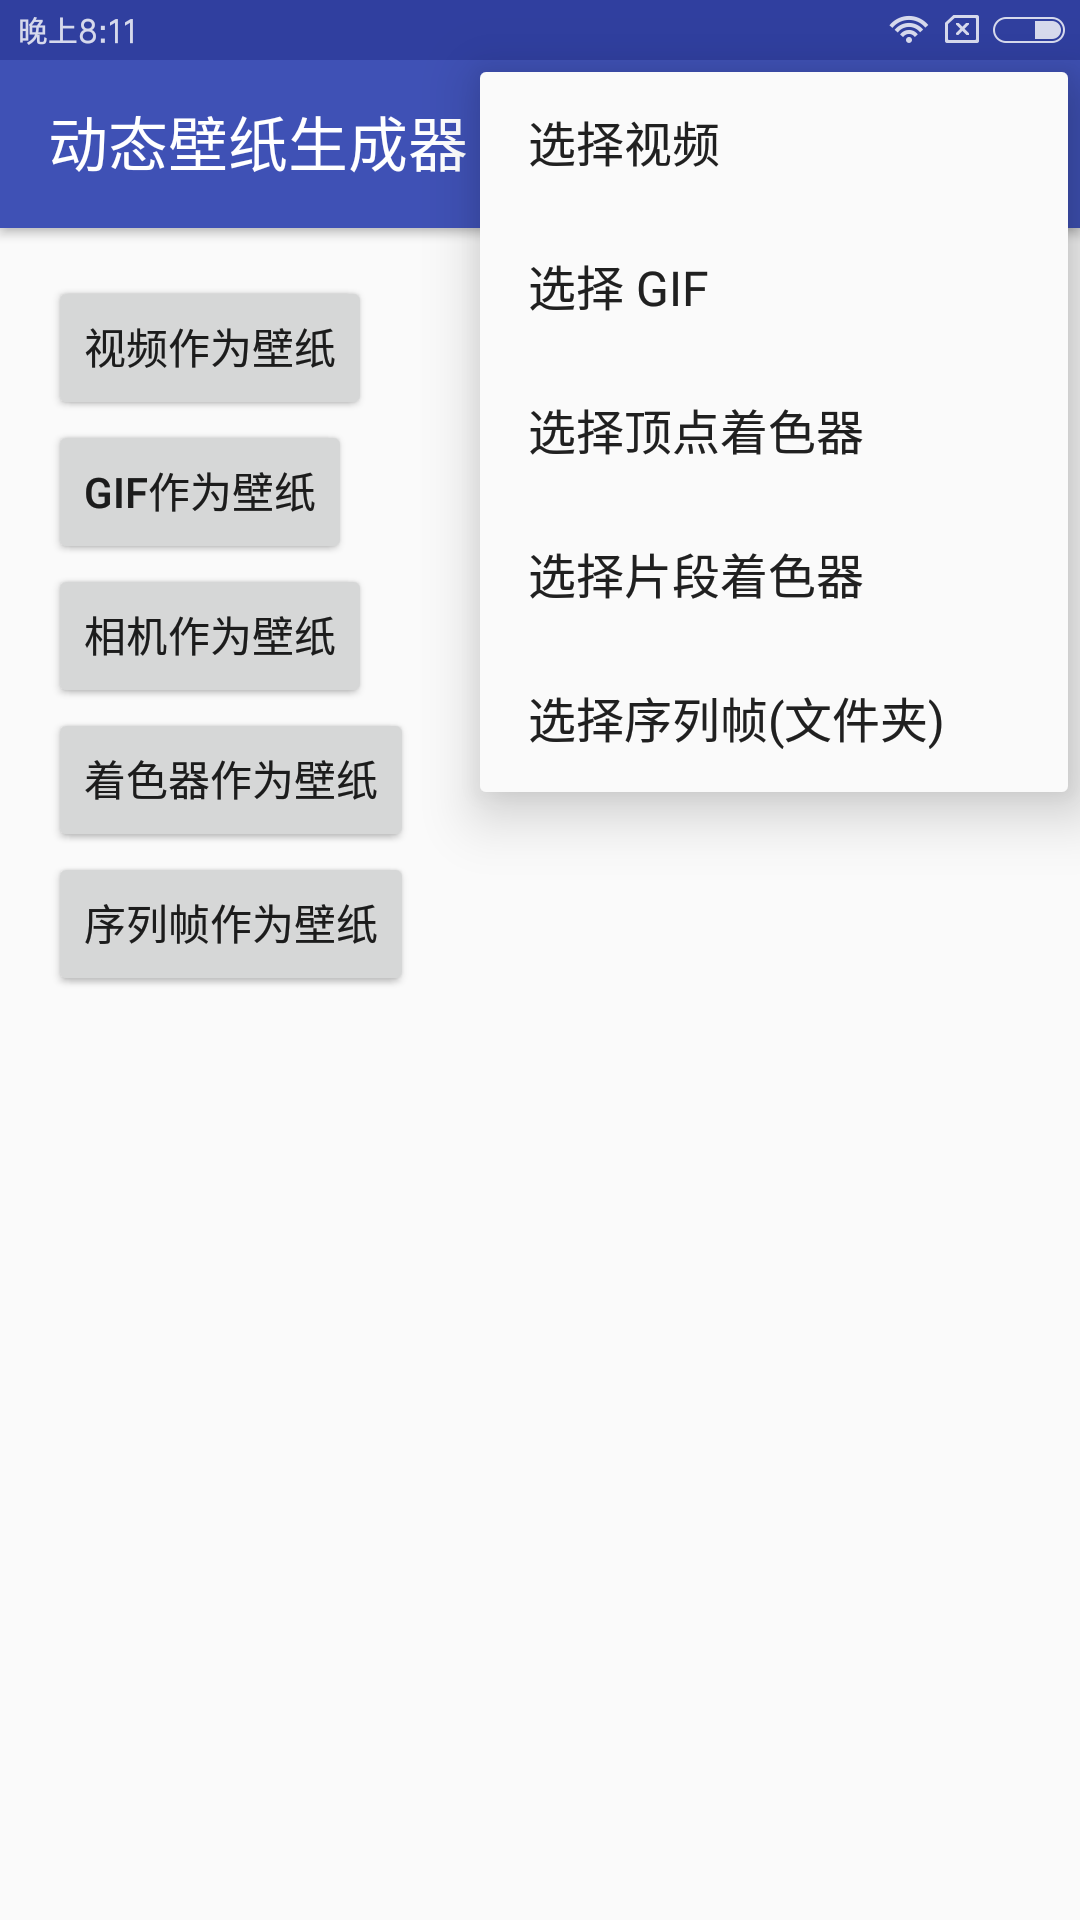 晚上8:11
动态壁纸生成器
选择视频
选择 GIF
选择顶点着色器
选择片段着色器
选择序列帧(文件夹)
视频作为壁纸
GIF作为壁纸
相机作为壁纸
着色器作为壁纸
序列帧作为壁纸